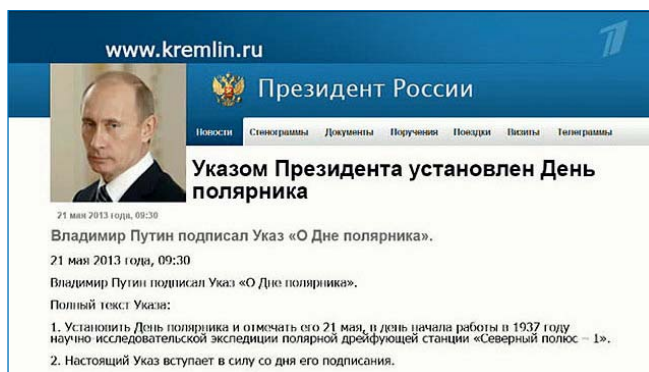 www.kremlin.ru
Президент России
Новости Стенограммы Документы Поручения Поездки Визиты Телеграммы
Указом Президента установлен День
полярника
21 мая 2013 года, 09:30
Владимир Путин подписал Указ «О Дне полярника».
21 мая 2013 года, 09:30
Владимир Путин подписал Указ «О Дне полярника».
Полный текст Указа:
1. Установить День полярника и отмечать его 21 мая, в день начала работы в 1937 году
научно-исследовательской экспедиции полярной дрейфующей станции «Северный полюс – 1».
2. Настоящий Указ вступает в силу со дня его подписания.